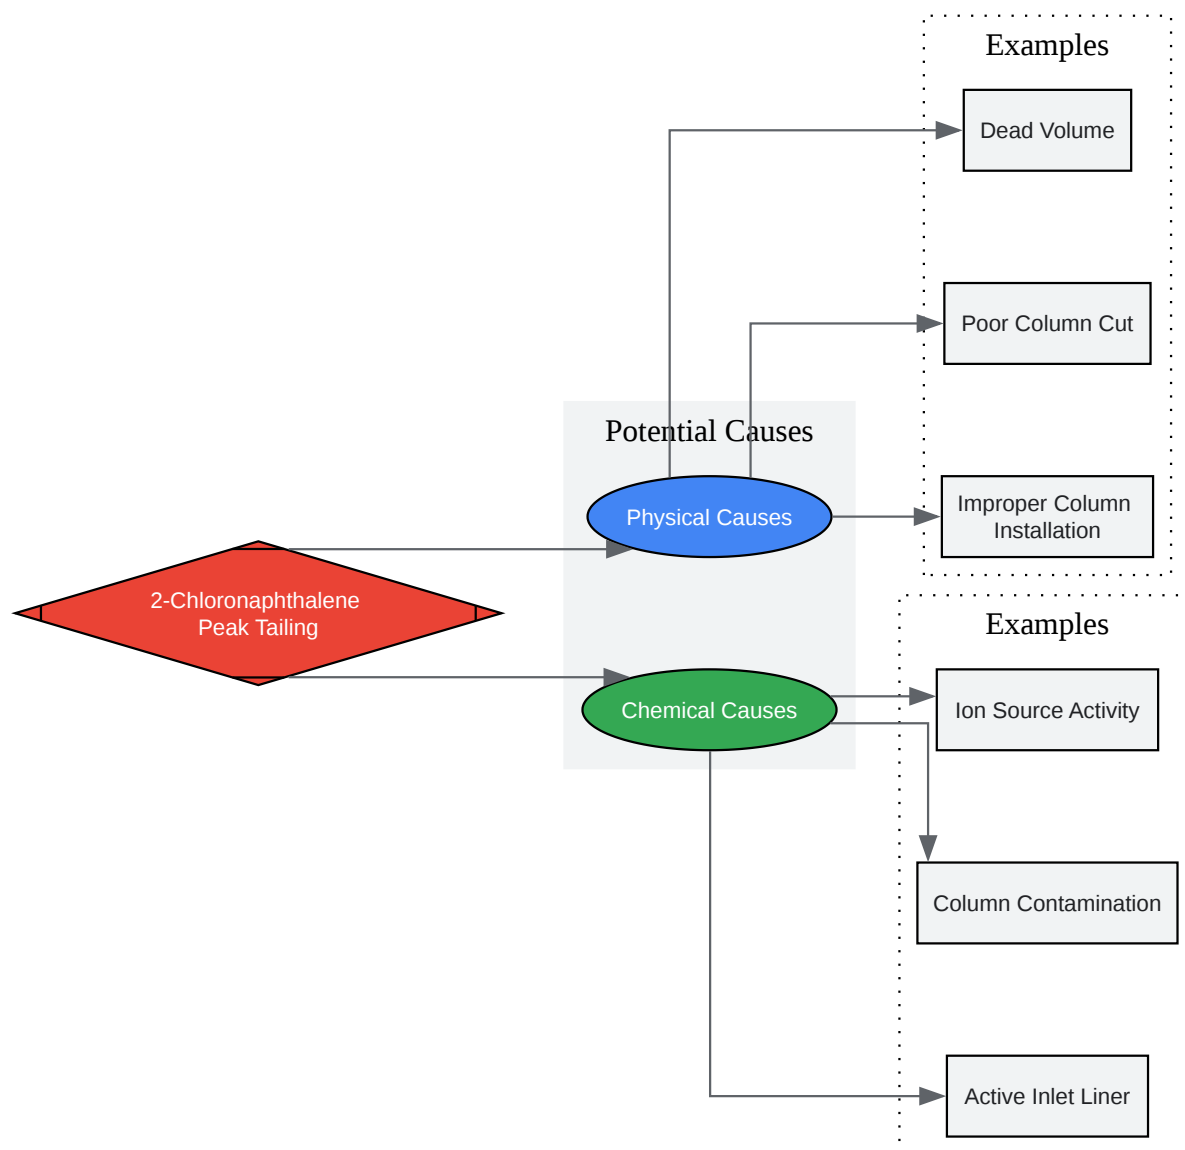 Examples
Dead Volume
Poor Column Cut
Potential Causes
Physical Causes
Improper Column
Installation
2-Chloronaphthalene
Peak Tailing
Examples
Chemical Causes
Ion Source Activity
Column Contamination
Active Inlet Liner